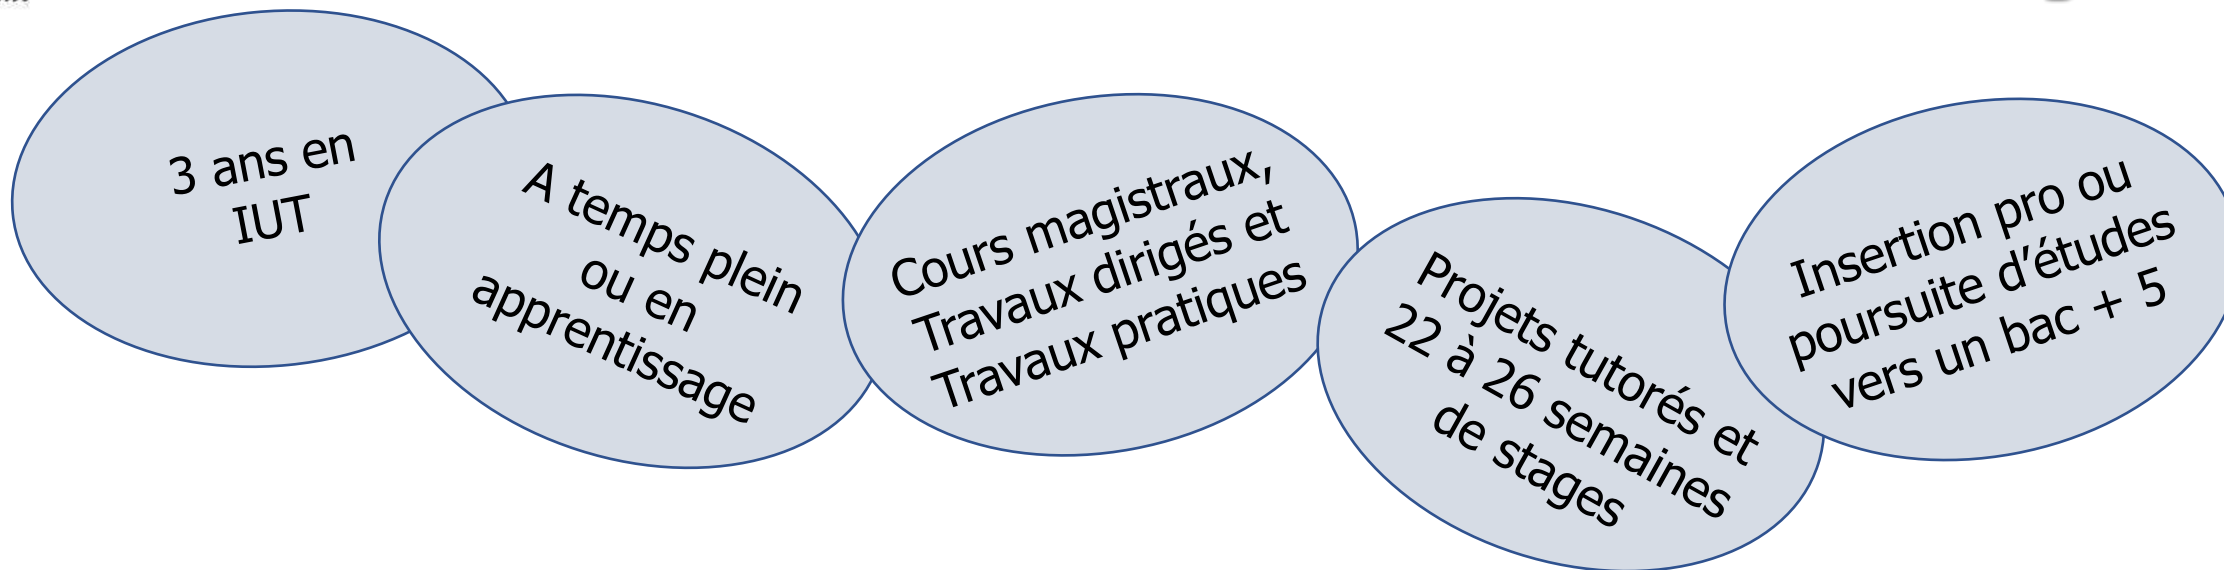 3 ans en
IUT
A temps plein
ou en
apprentissage
Cours magistraux,
Travaux dirigés et
Travaux pratiques
Projets tutorés et
22 à 26 semaines
de stages
Insertion pro ou
poursuite d’études
vers un bac + 5